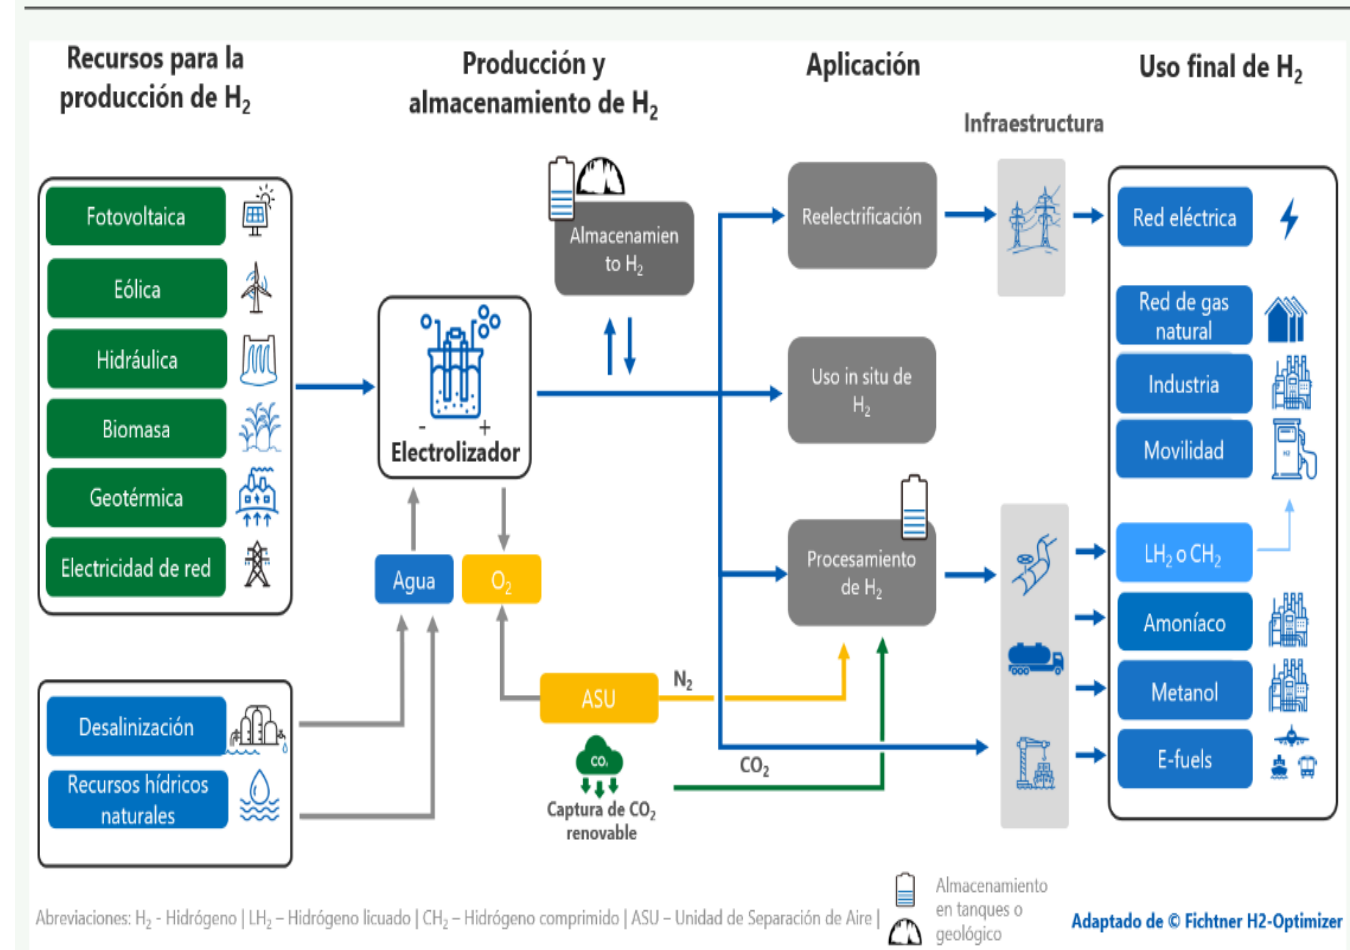 Recursos para la
producción de H₂
Producción y
almacenamiento de H₂
Aplicación
Uso final de H₂
Infraestructura
Fotovoltaica
Eólica
Hidráulica
Biomasa
Geotérmica
Electricidad de red
Desalinización
Recursos hídricos
naturales
Almacenamien
to H₂
- +
Electrolizador
Agua
O₂
ASU
N₂
CO₂
Captura de CO₂
renovable
CO₂
Reelectrificación
Uso in situ de
H₂
Procesamiento
de H₂
Red eléctrica
Red de gas
natural
Industria
Movilidad
LH₂ o CH₂
Amoníaco
Metanol
E-fuels
Abreviaciones: H₂ - Hidrógeno | LH₂ – Hidrógeno licuado | CH₂ – Hidrógeno comprimido | ASU – Unidad de Separación de Aire |
Almacenamiento
en tanques o
geológico
Adaptado de © Fichtner H2-Optimizer